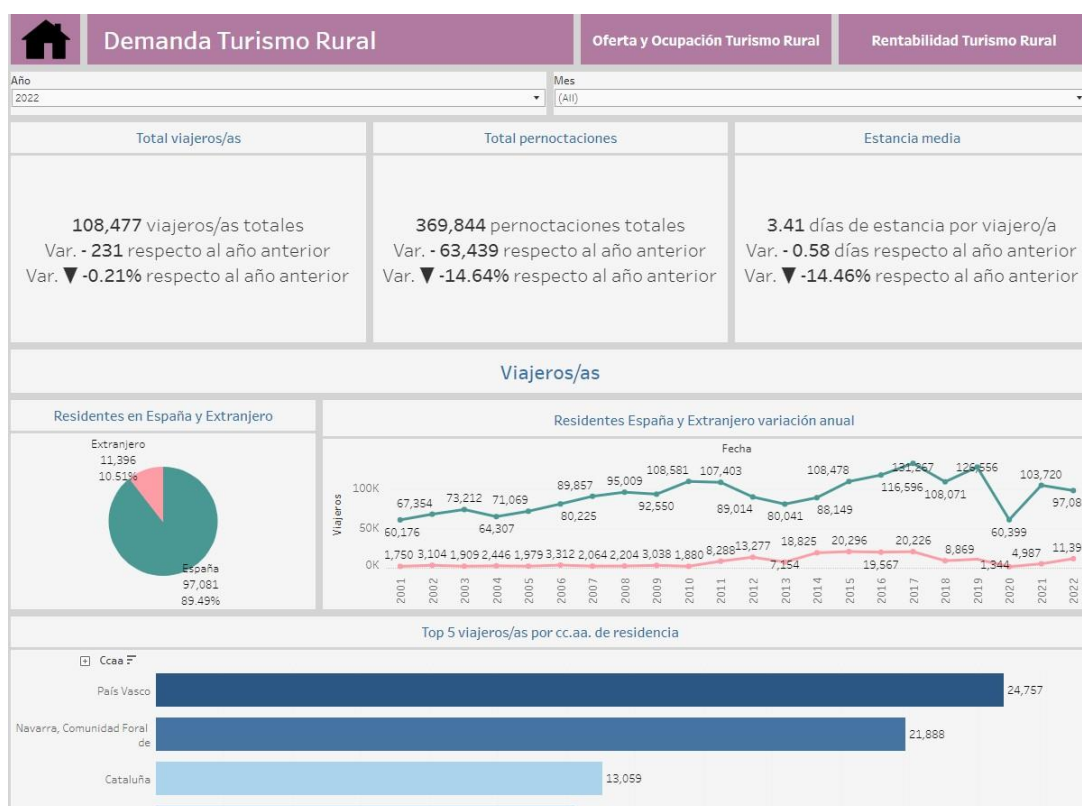 Demanda Turismo Rural
Oferta y Ocupación Turismo Rural
Rentabilidad Turismo Rural
Año
2022
Mes
(All)
Total viajeros/as
108,477 viajeros/as totales
Var. - 231 respecto al año anterior
Var. ▼ -0.21% respecto al año anterior
Total pernoctaciones
369,844 pernoctaciones totales
Var. - 63,439 respecto al año anterior
Var. ▼ -14.64% respecto al año anterior
Estancia media
3.41 días de estancia por viajero/a
Var. - 0.58 días respecto al año anterior
Var. ▼ -14.46% respecto al año anterior
Viajeros/as
Residentes en España y Extranjero
Extranjero
11,396
10.51%
España
97,081
89.49%
Residentes España y Extranjero variación anual
Fecha
Viajeros
100K
50K
0K
60,176 67,354 73,212 64,307 71,069 80,225 89,857 95,009 92,550 108,581 107,403 89,014 80,041 88,149 108,478 116,596 131,267 108,071 126,556 60,399 103,720 97,08
1,750 3,104 1,909 2,446 1,979 3,312 2,064 2,204 3,038 1,880 8,288 13,277 7,154 18,825 20,296 19,567 20,226 8,869 1,344 4,987 11,39
2001 2002 2003 2004 2005 2006 2007 2008 2009 2010 2011 2012 2013 2014 2015 2016 2017 2018 2019 2020 2021 2022
Top 5 viajeros/as por cc.aa. de residencia
Ccaa
País Vasco
24,757
Navarra, Comunidad Foral
de
21,888
Cataluña
13,059